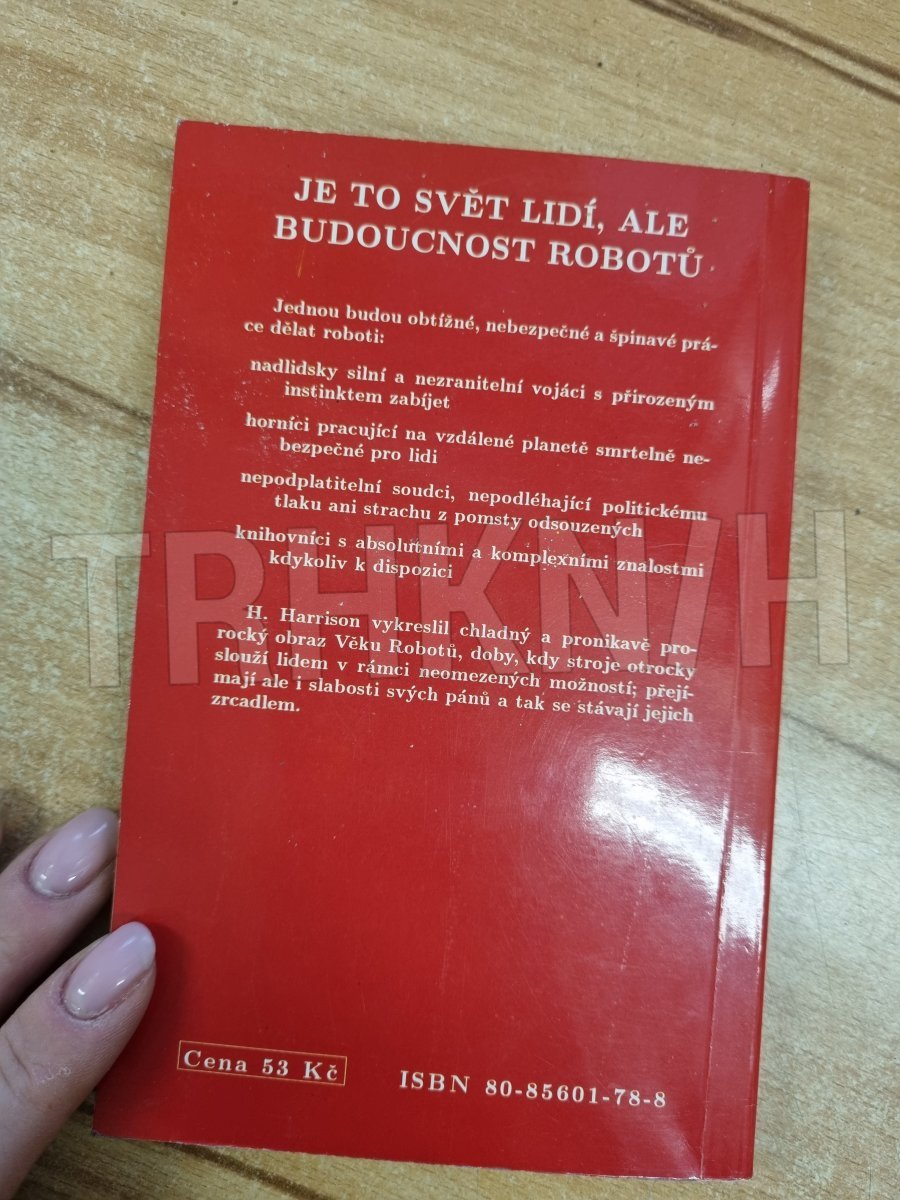 JE TO SVĚT LIDÍ, ALE
BUDOUCNOST ROBOTŮ
Jednou budou obtížné, nebezpečné a špinavé prá-
ce dělat roboti:
nadlidsky silní a nezranitelní vojáci s přirozeným
instinktem zabíjet
horníci pracující na vzdálené planetě smrtelně ne-
bezpečné pro lidi
nepodplatitelní soudci, nepodléhající politickému
tlaku ani strachu z pomsty odsouzených
knihovníci s absolutními a komplexními znalostmi
kdykoliv k dispozici
H. Harrison vykreslil chladný a pronikavě pro-
rocký obraz Věku Robotů, doby, kdy stroje otrocky
slouží lidem v rámci neomezených možností; přejí-
mají ale i slabosti svých pánů a tak se stávají jejich
zrcadlem.
TRHKNIH
Cena 53 Kč
ISBN 80-85601-78-8